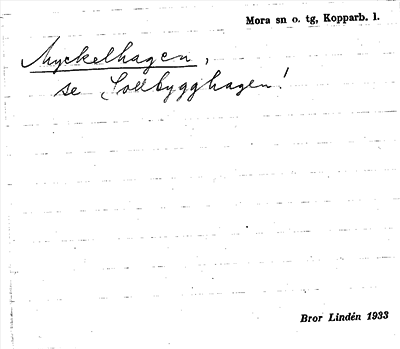 Mora sn o. tg, Kopparb. l.
Myckelhagen,
se Sollbygghagen!
Bror Lindén 1933